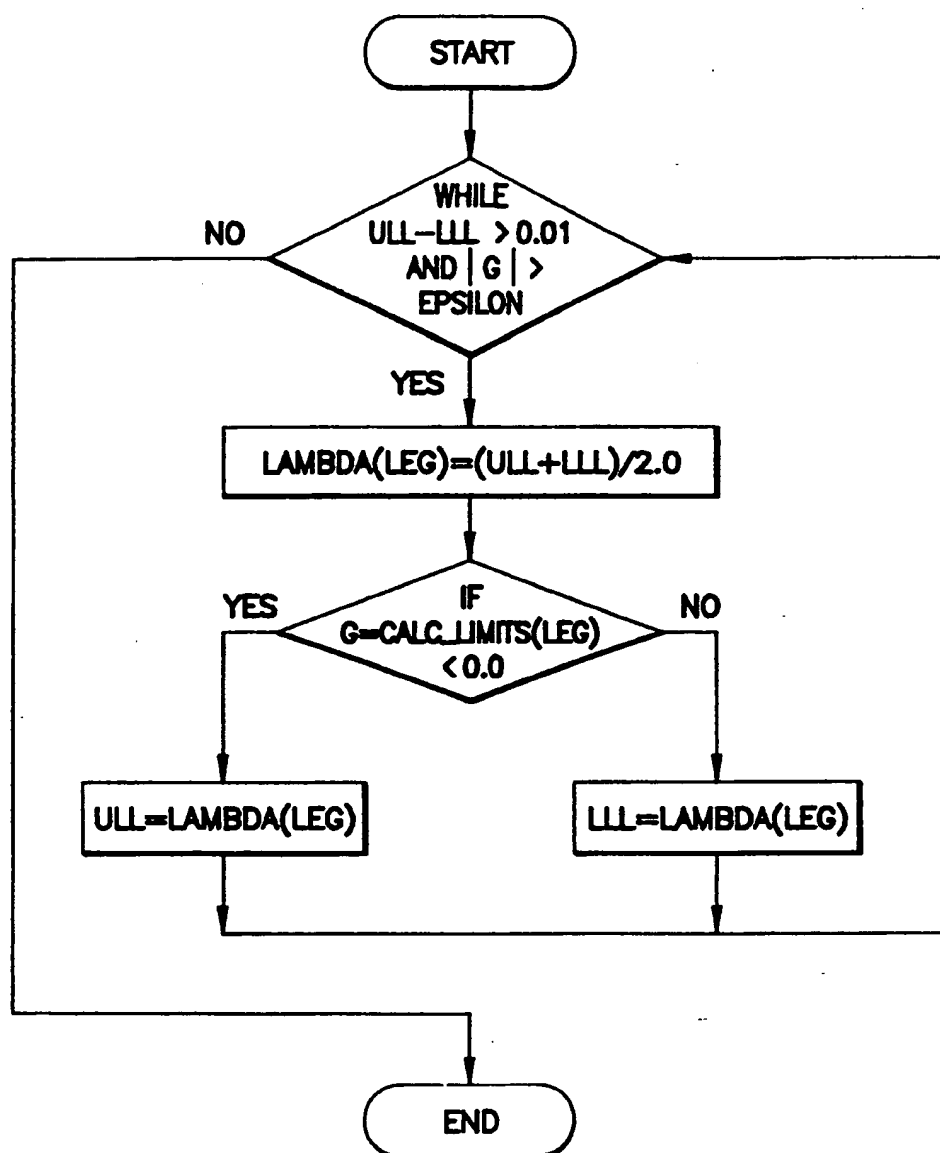 START
WHILE
ULL-LLL >0.01
AND | G | >
EPSILON
NO
YES
LAMBDA(LEG)=(ULL+LLL)/2.0
IF
G=CALC_LIMITS(LEG)
<0.0
YES
NO
ULL=LAMBDA(LEG)
LLL=LAMBDA(LEG)
END